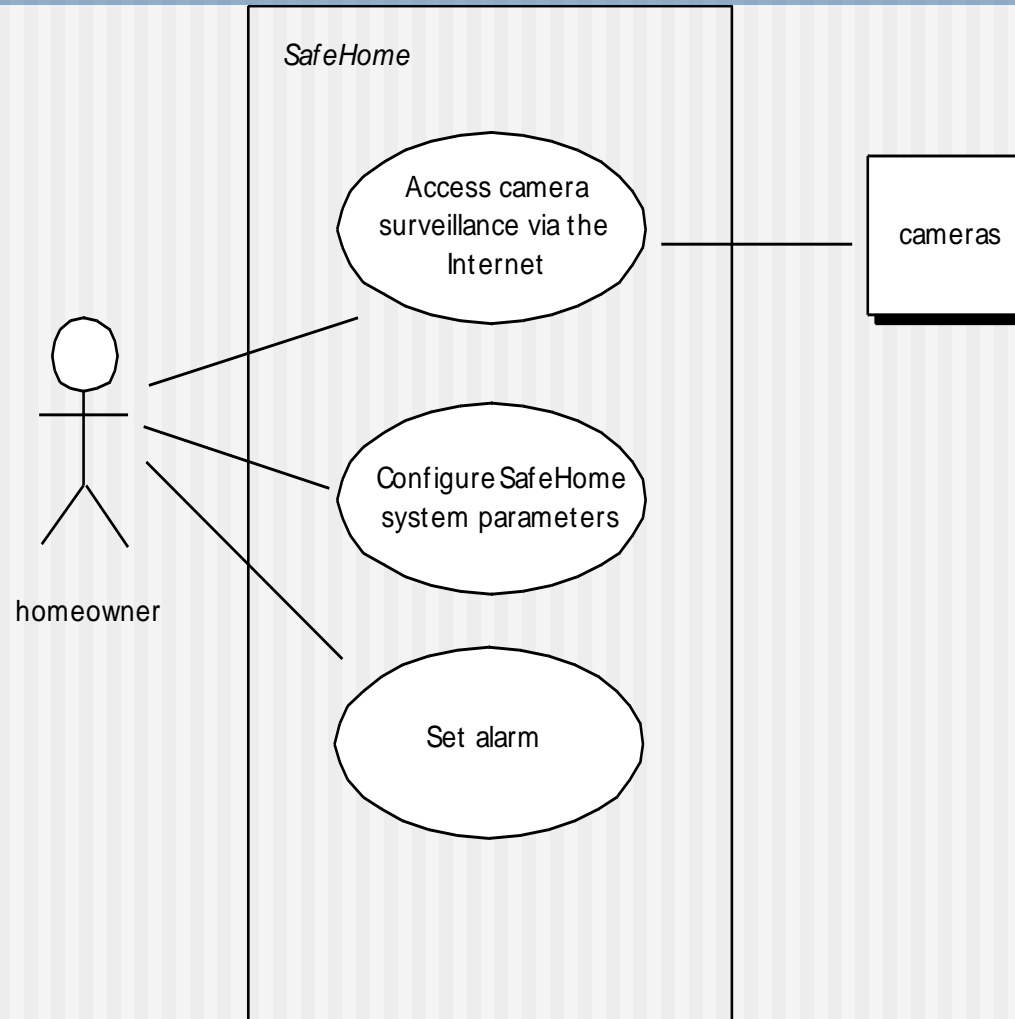 SafeHome
Access camera
surveillance via the
Internet
cameras
Configure SafeHome
system parameters
homeowner
Set alarm